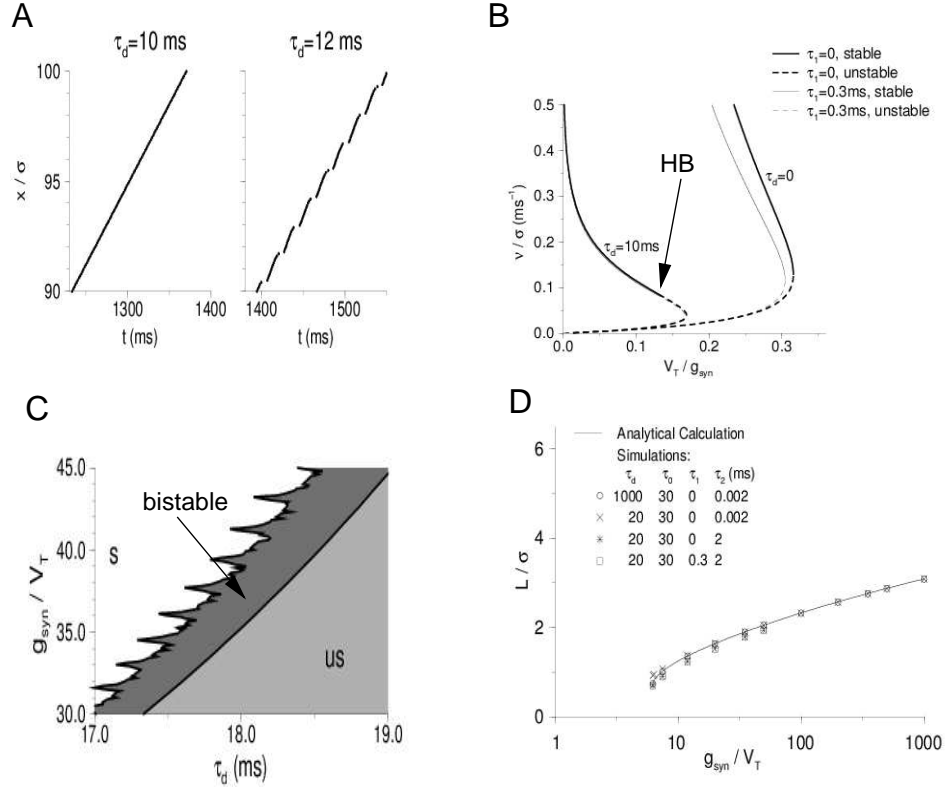 A
τd=10 ms
τd=12 ms
100
95
90
x / σ
1300
1400
1400
1500
t (ms)
t (ms)
B
τ1=0, stable
τ1=0, unstable
τ1=0.3ms, stable
τ1=0.3ms, unstable
0.5
0.4
0.3
0.2
0.1
0.0
ν / σ (ms⁻¹)
HB
τd=0
τd=10ms
0.0
0.1
0.2
0.3
VT / gsyn
C
45.0
40.0
35.0
30.0
gsyn / VT
bistable
S
us
17.0
18.0
19.0
τd (ms)
D
6
4
2
0
L / σ
Analytical Calculation
Simulations:
τd τ0 τ1 τ2 (ms)
1000 30 0 0.002
20 30 0 0.002
20 30 0 2
20 30 0.3 2
1
10
100
1000
gsyn / VT